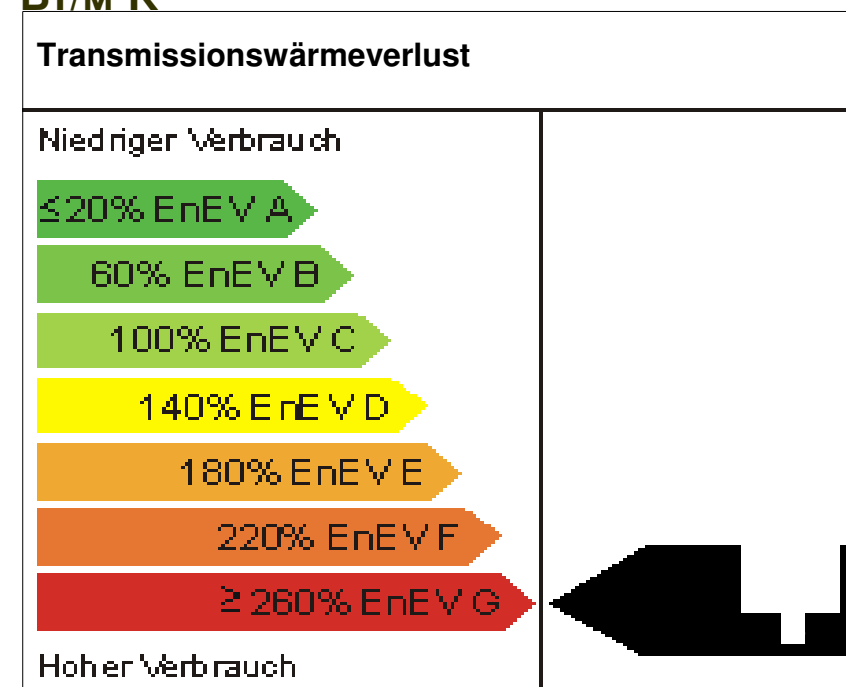 Transmissionswärmeverlust
Niedriger Verbrauch
≤20% EnEV A
60% EnEV B
100% EnEV C
140% EnEV D
180% EnEV E
220% EnEV F
≥ 260% EnEV G
Hoher Verbrauch